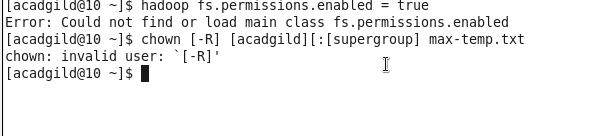 [acadgild@10 ~]$ hadoop fs.permissions.enabled = true
Error: Could not find or load main class fs.permissions.enabled
[acadgild@10 ~]$ chown [-R] [acadgild][:[supergroup] max-temp.txt
chown: invalid user: `[-R]'
[acadgild@10 ~]$